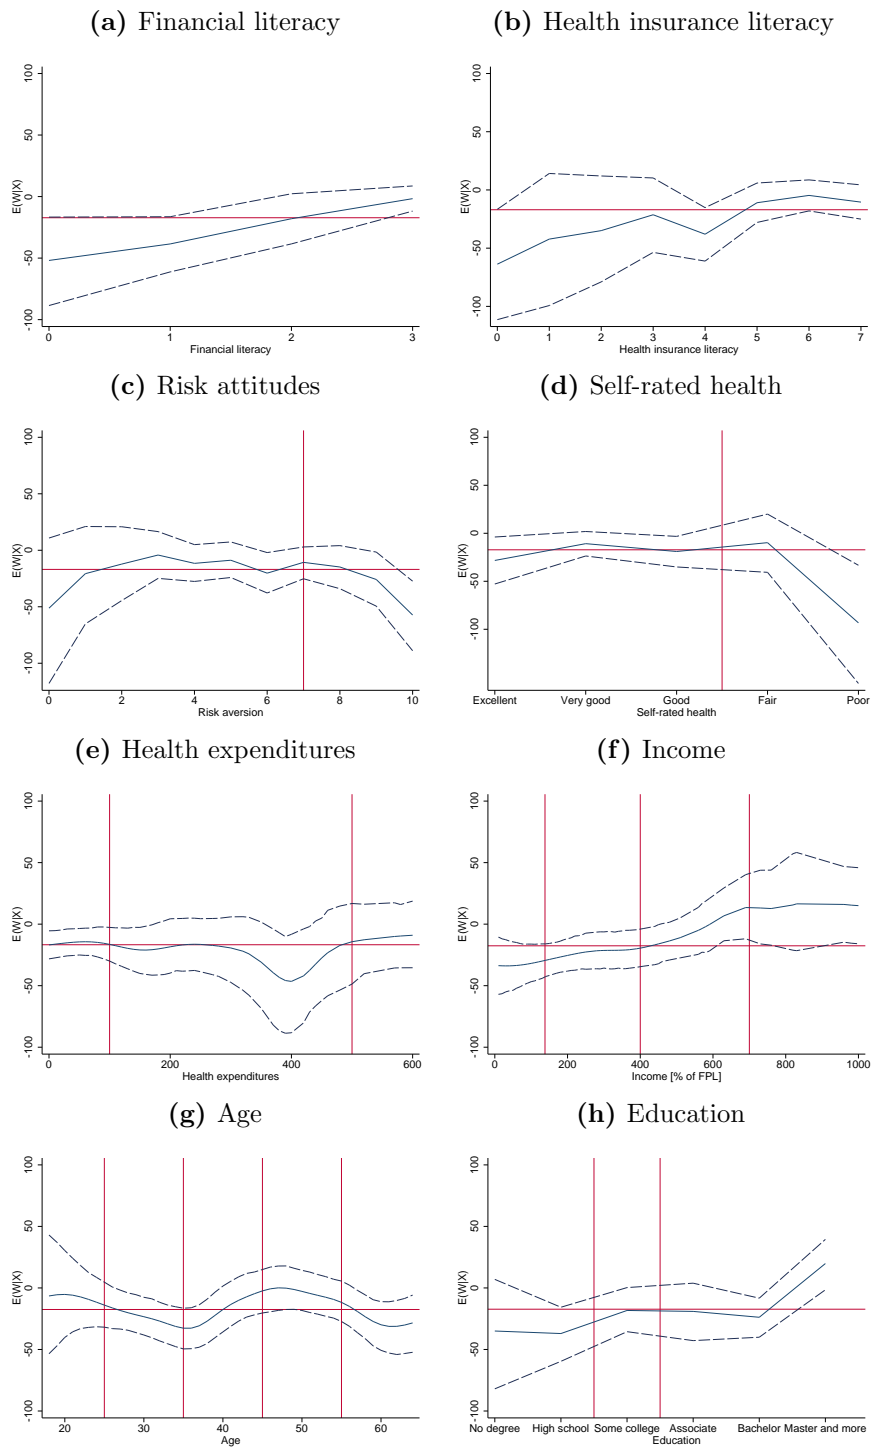 (a) Financial literacy
(b) Health insurance literacy
E(W|X)
100
50
0
-50
-100
0 1 2 3
Financial literacy
E(W|X)
100
50
0
-50
-100
0 1 2 3 4 5 6 7
Health insurance literacy
(c) Risk attitudes
(d) Self-rated health
E(W|X)
100
50
0
-50
-100
0 2 4 6 8 10
Risk aversion
E(W|X)
100
50
0
-50
-100
Excellent Very good Good Fair Poor
Self-rated health
(e) Health expenditures
(f) Income
E(W|X)
100
50
0
-50
-100
0 200 400 600
Health expenditures
E(W|X)
100
50
0
-50
-100
0 200 400 600 800 1000
Income [% of FPL]
(g) Age
(h) Education
E(W|X)
100
50
0
-50
-100
20 30 40 50 60
Age
E(W|X)
100
50
0
-50
-100
No degree High school Some college Associate Bachelor Master and more
Education